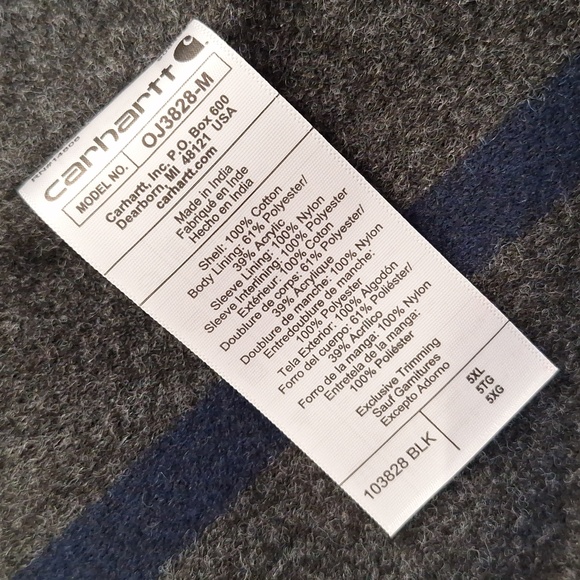 carhartt
MODEL NO. OJ3828-M
Carhartt, Inc. P.O. Box 600
Dearborn, MI 48121 USA
carhartt.com
Made in India
Fabriqué en Inde
Hecho en India
Shell: 100% Cotton
Body Lining: 61% Polyester/
39% Acrylic
Sleeve Lining: 100% Nylon
Sleeve Interlining: 100% Polyester
Extérieur: 100% Coton
Doublure de corps: 61% Polyester/
39% Acrylique
Doublure de manche: 100% Nylon
Entredoublure de manche:
100% Polyester
Tela Exterior: 100% Algodón
Forro del cuerpo: 61% Poliéster/
39% Acrílico
Forro de la manga: 100% Nylon
Entretela de la manga:
100% Poliéster
Exclusive Trimming
Sauf Garnitures
Excepto Adorno
103828 BLK
5XL
5TG
5XG